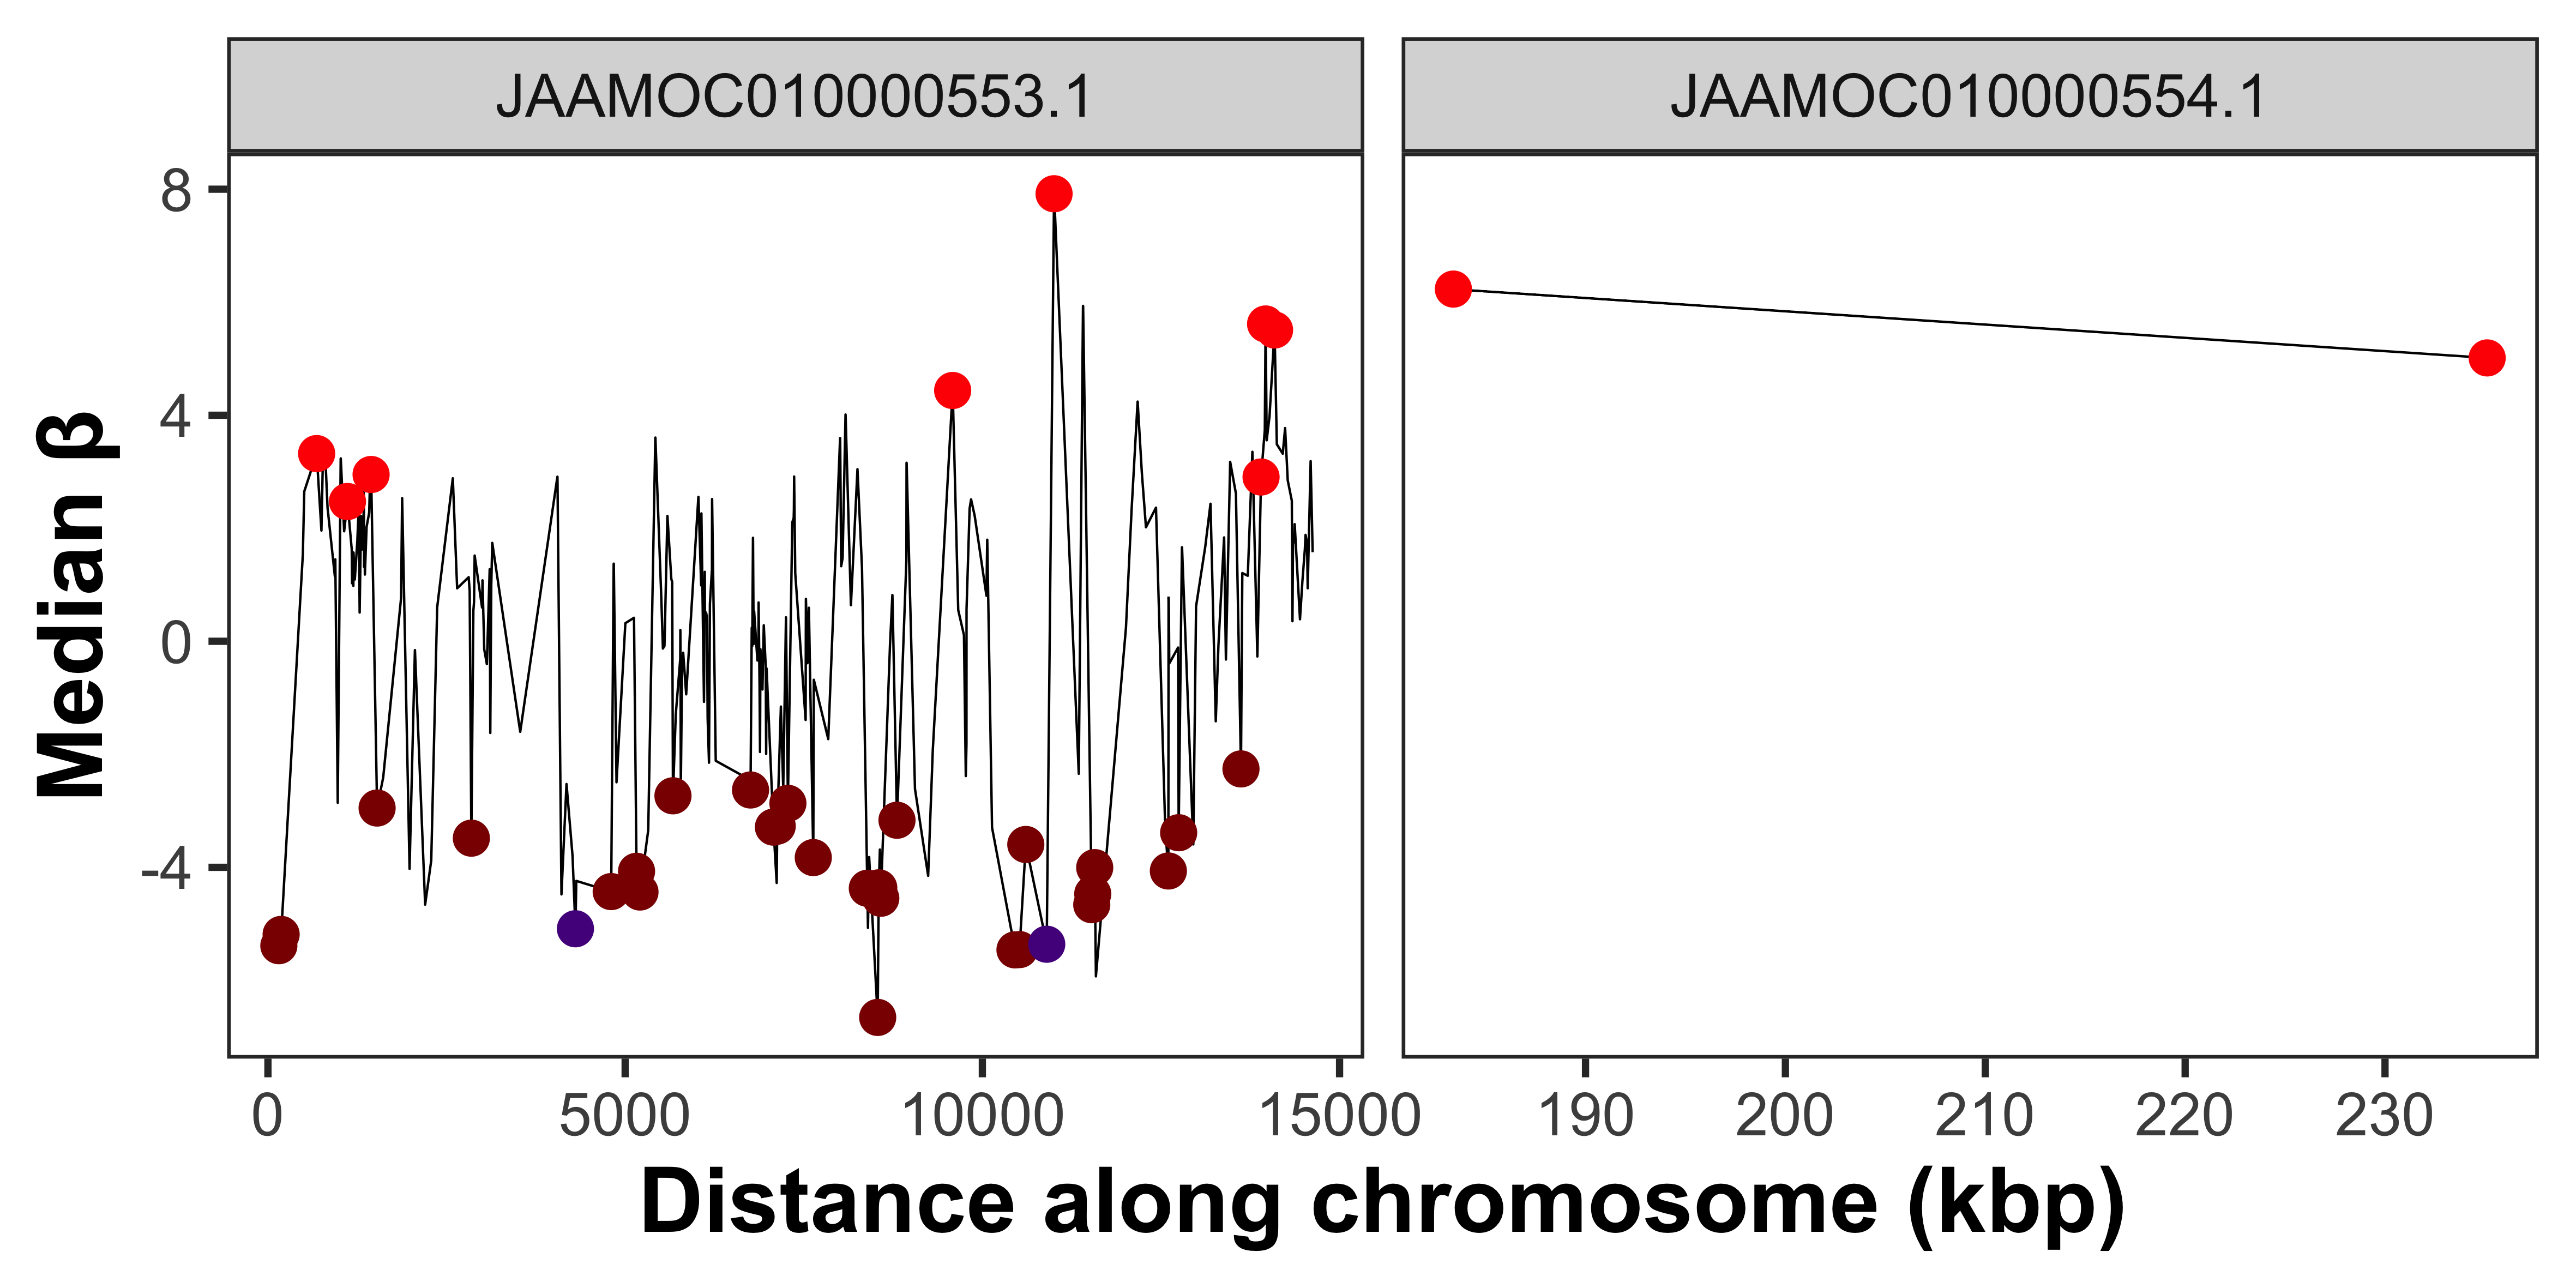 JAAMOC010000553.1 JAAMOC010000554.1
8
4
0
-4
Median β
0 5000 10000 15000 190 200 210 220 230
Distance along chromosome (kbp)